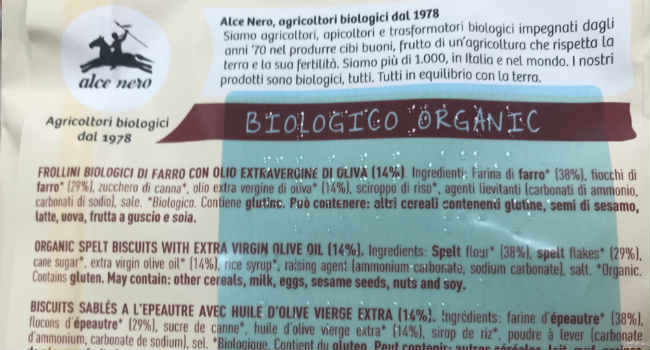 Alce Nero, agricoltori biologici dal 1978
Siamo agricoltori, apicoltori e trasformatori biologici impegnati dagli
anni '70 nel produrre cibi buoni, frutto di un'agricoltura che rispetta la
terra e la sua fertilità. Siamo più di 1.000, in Italia e nel mondo. I nostri
prodotti sono biologici, tutti. Tutti in equilibrio con la terra.
alce nero
Agricoltori biologici
dal 1978
BIOLOGICO ORGANIC
FROLLINI BIOLOGICI DI FARRO CON OLIO EXTRAVERGINE DI OLIVA (14%). Ingredienti: Farina di farro* (38%), fiocchi di
farro* (29%), zucchero di canna*, olio extra vergine di oliva* (14%), sciroppo di riso*, agenti lievitanti (carbonati di ammonio,
carbonati di sodio), sale. *Biologico. Contiene glutine. Può contenere: altri cereali contenenti glutine, semi di sesamo,
latte, uova, frutta a guscio e soia.
ORGANIC SPELT BISCUITS WITH EXTRA VIRGIN OLIVE OIL (14%). Ingredients: Spelt flour* (38%), spelt flakes* (29%),
cane sugar*, extra virgin olive oil* (14%), rice syrup*, raising agent (ammonium carbonate, sodium carbonate), salt. *Organic.
Contains gluten. May contain: other cereals, milk, eggs, sesame seeds, nuts and soy.
BISCUITS SABLÉS A L'EPEAUTRE AVEC HUILE D'OLIVE VIERGE EXTRA (14%). Ingrédients: farine d'épeautre* (38%),
flocons d'épeautre* (29%), sucre de canne*, huile d'olive vierge extra* (14%), sirop de riz*, poudre à lever (carbonate
d'ammonium, carbonate de sodium), sel. *Biologique. Contient du gluten. Peut contenir: autres céréales, lait,